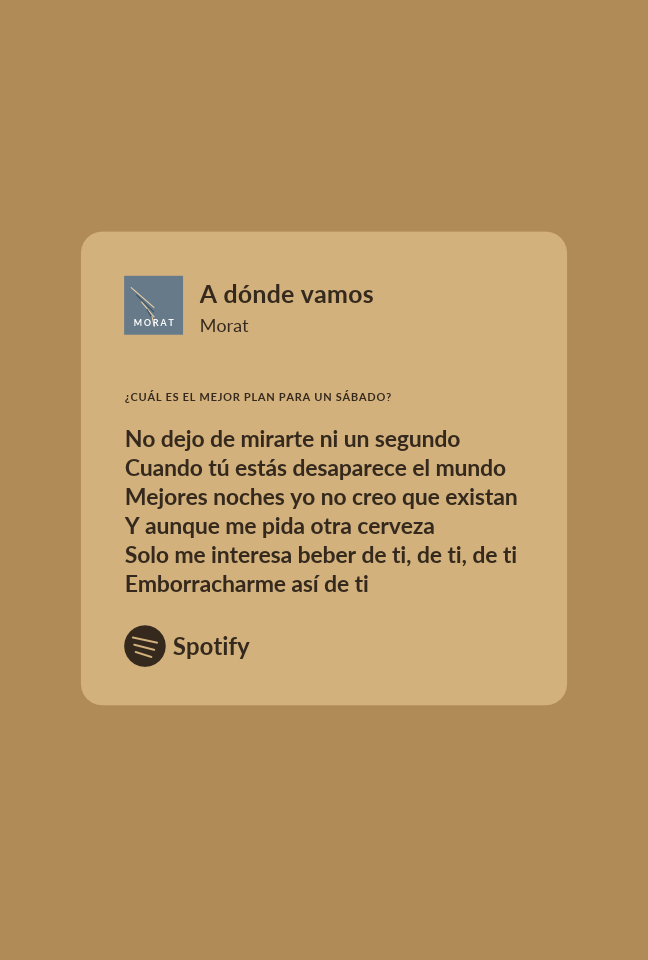 MORAT
A dónde vamos
Morat
¿CUÁL ES EL MEJOR PLAN PARA UN SÁBADO?
No dejo de mirarte ni un segundo
Cuando tú estás desaparece el mundo
Mejores noches yo no creo que existan
Y aunque me pida otra cerveza
Solo me interesa beber de ti, de ti, de ti
Emborracharme así de ti
Spotify